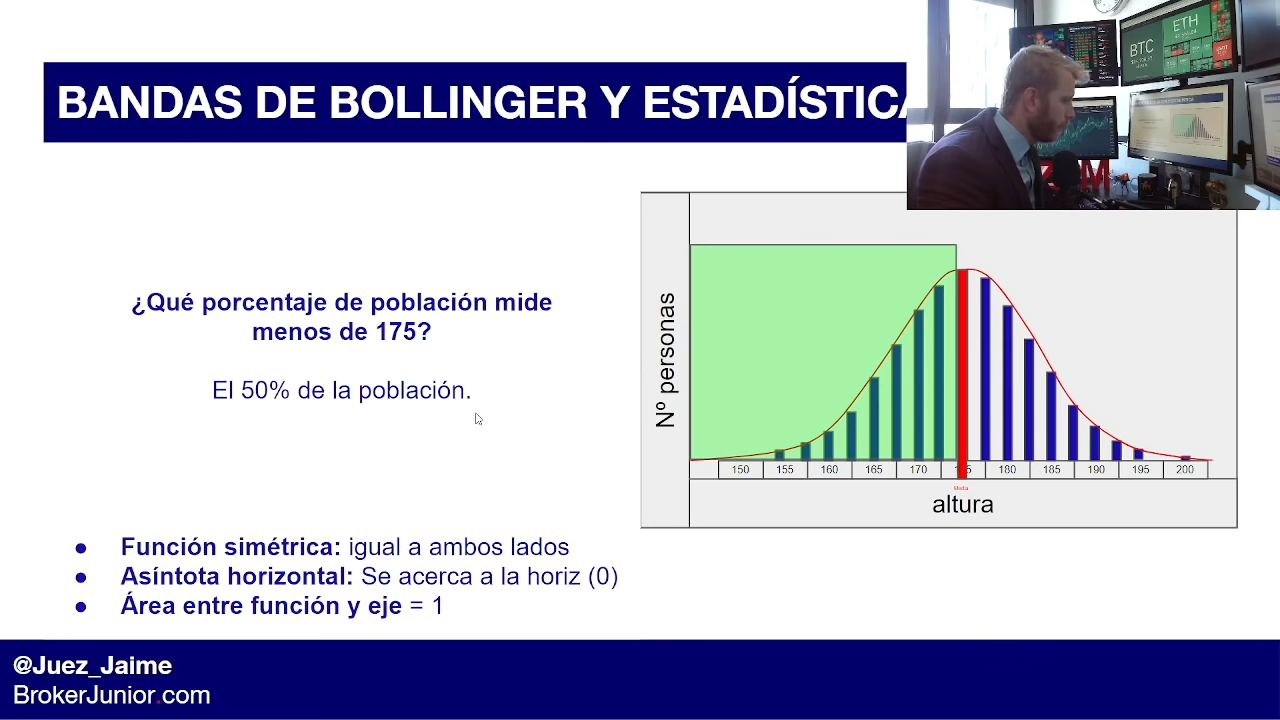 BANDAS DE BOLLINGER Y ESTADÍSTICA
BTC
ETH
¿Qué porcentaje de población mide
menos de 175?
El 50% de la población.
Nº personas
150 155 160 165 170 180 185 190 195 200
Media
altura
● Función simétrica: igual a ambos lados
● Asíntota horizontal: Se acerca a la horiz (0)
● Área entre función y eje = 1
@Juez_Jaime
BrokerJunior.com